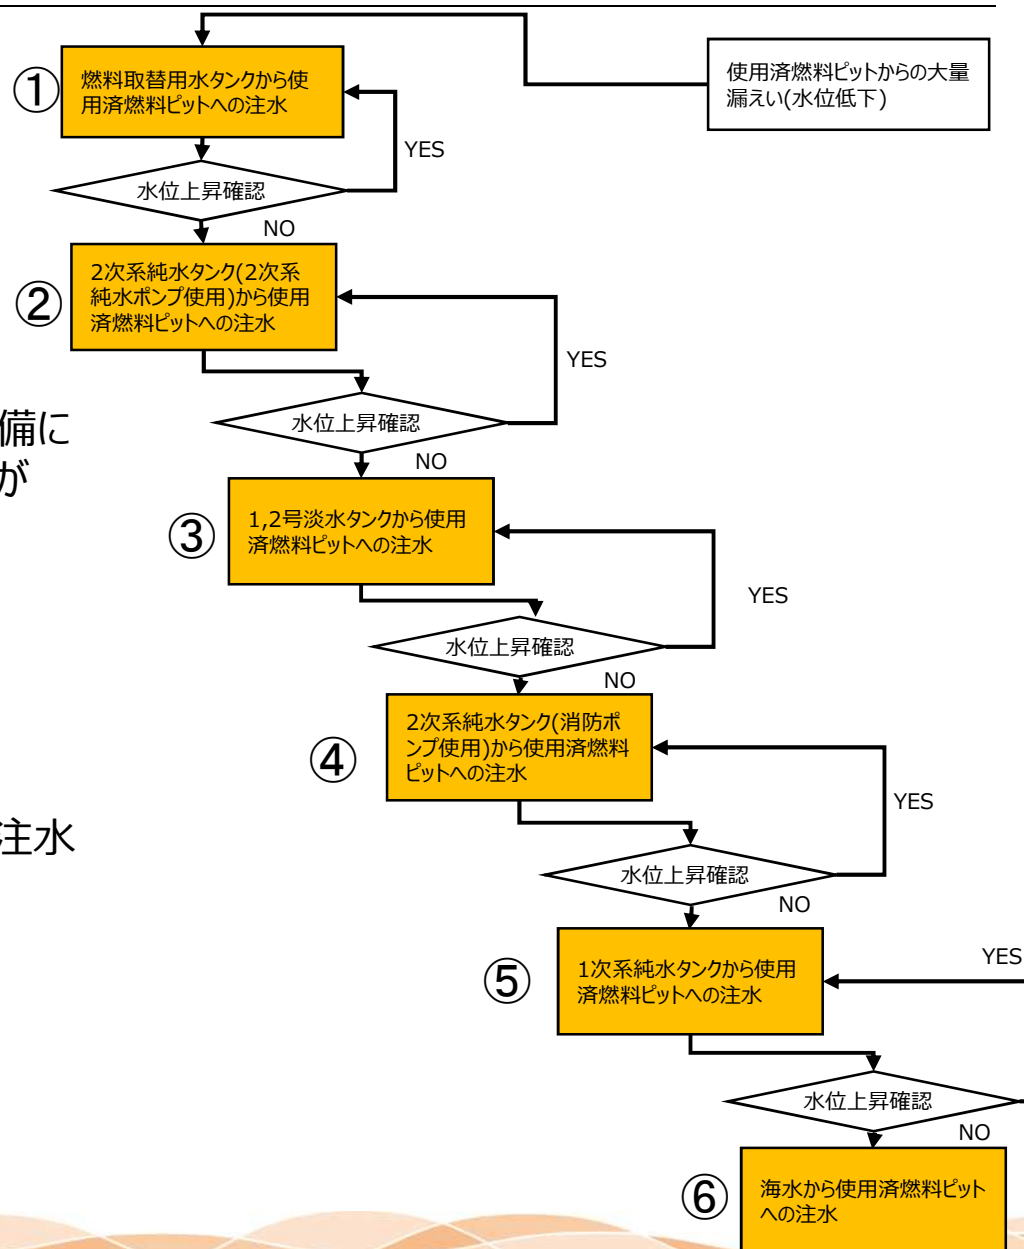 使用済燃料ピットからの大量
漏えい(水位低下)
①
燃料取替用水タンクから使
用済燃料ピットへの注水
YES
水位上昇確認
NO
②
2次系純水タンク(2次系
純水ポンプ使用)から使用
済燃料ピットへの注水
YES
水位上昇確認
NO
備に
が
③
1,2号淡水タンクから使用
済燃料ピットへの注水
YES
水位上昇確認
NO
④
2次系純水タンク(消防ポ
ンプ使用)から使用済燃料
ピットへの注水
YES
注水
水位上昇確認
NO
⑤
1次系純水タンクから使用
済燃料ピットへの注水
YES
水位上昇確認
NO
⑥
海水から使用済燃料ピット
への注水